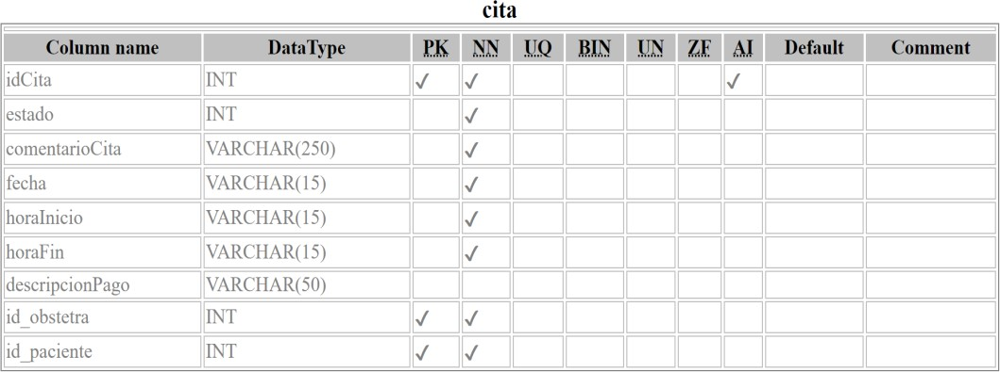 cita
Column name DataType PK NN UQ BIN UN ZF AI Default Comment
idCita INT ✓ ✓ ✓
estado INT ✓
comentarioCita VARCHAR(250) ✓
fecha VARCHAR(15) ✓
horaInicio VARCHAR(15) ✓
horaFin VARCHAR(15) ✓
descripcionPago VARCHAR(50)
id_obstetra INT ✓ ✓
id_paciente INT ✓ ✓